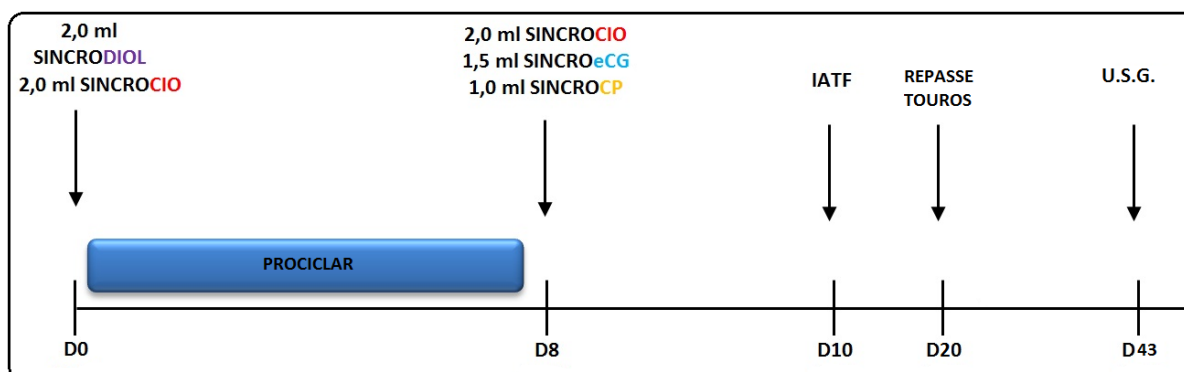 2,0 ml
SINCRODIOL
2,0 ml SINCROCIO
2,0 ml SINCROCIO
1,5 ml SINCROeCG
1,0 ml SINCROCP
IATF
REPASSE
TOUROS
U.S.G.
PROCICLAR
D0
D8
D10
D20
D43